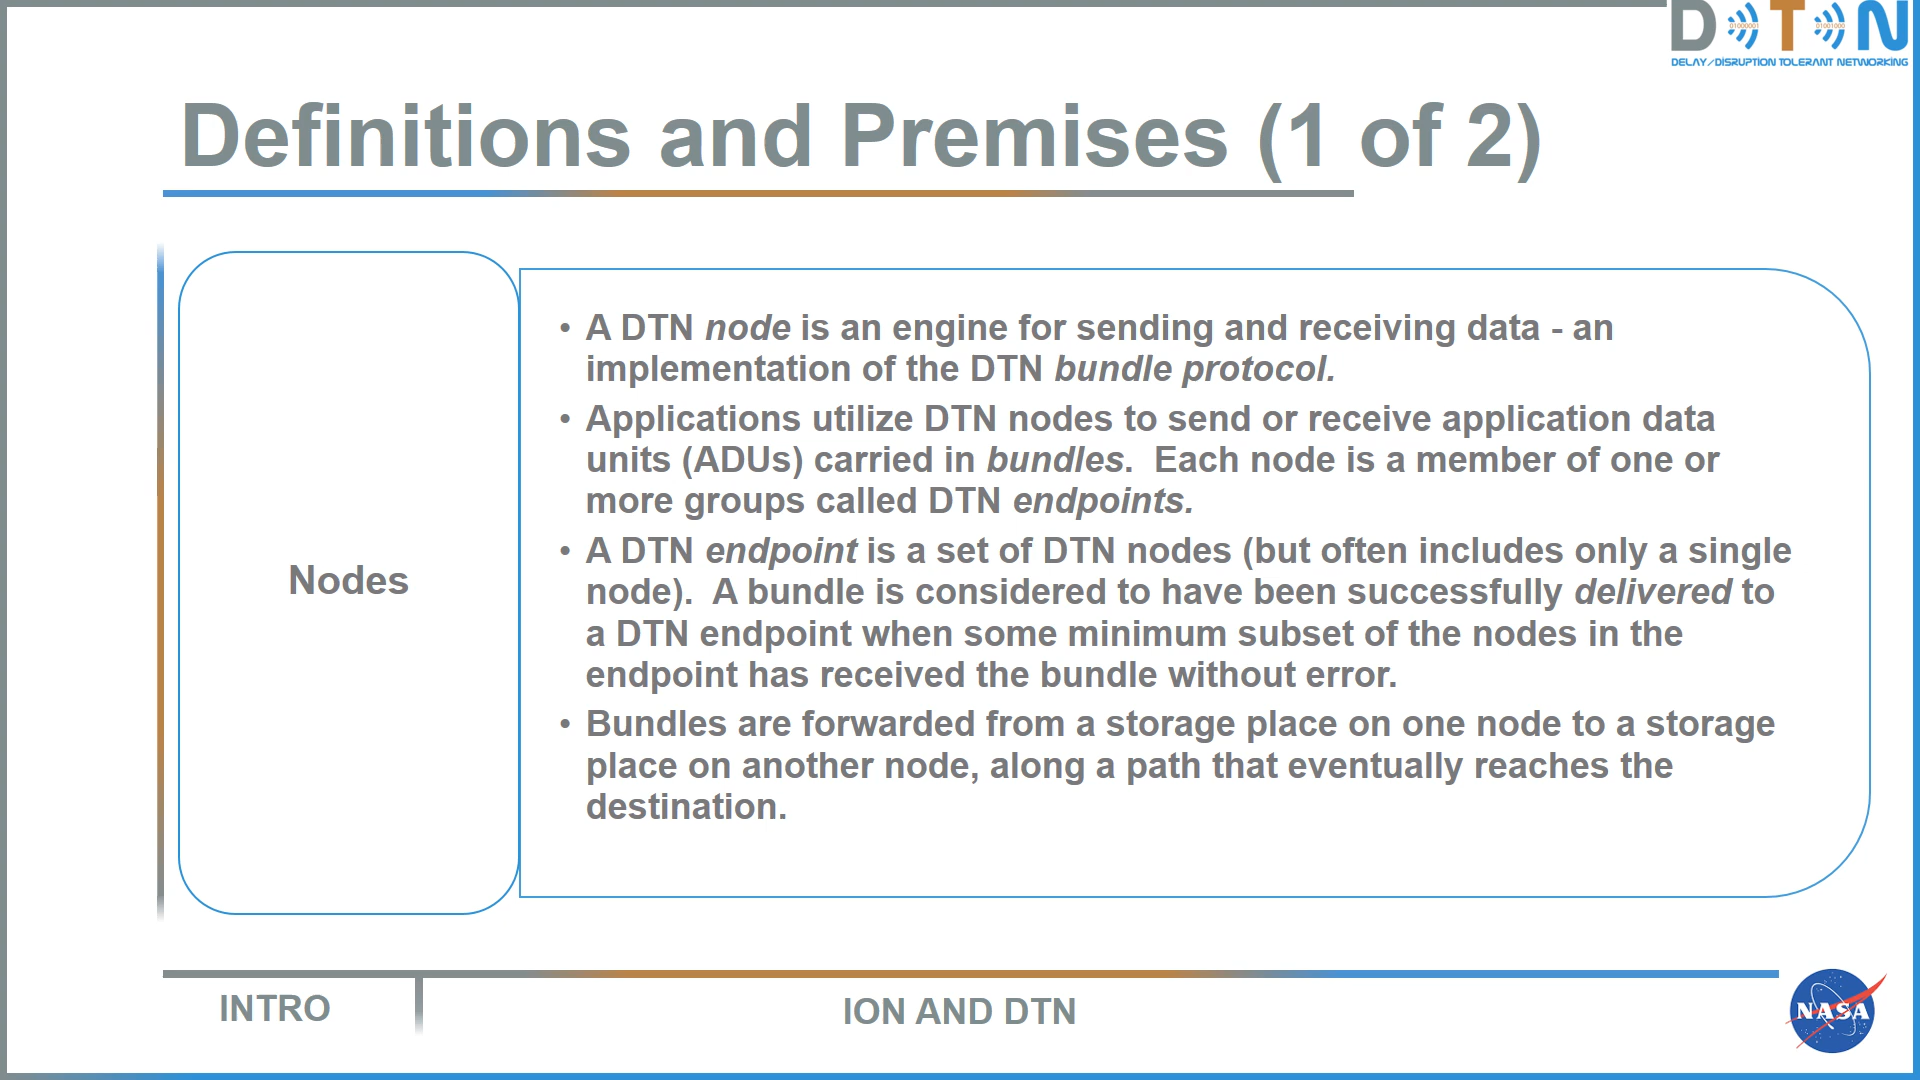 D T N
01000001 01001000
DELAY/DISRUPTION TOLERANT NETWORKING
Definitions and Premises (1 of 2)
Nodes
• A DTN node is an engine for sending and receiving data - an
implementation of the DTN bundle protocol.
• Applications utilize DTN nodes to send or receive application data
units (ADUs) carried in bundles.  Each node is a member of one or
more groups called DTN endpoints.
• A DTN endpoint is a set of DTN nodes (but often includes only a single
node).  A bundle is considered to have been successfully delivered to
a DTN endpoint when some minimum subset of the nodes in the
endpoint has received the bundle without error.
• Bundles are forwarded from a storage place on one node to a storage
place on another node, along a path that eventually reaches the
destination.
INTRO
ION AND DTN
NASA